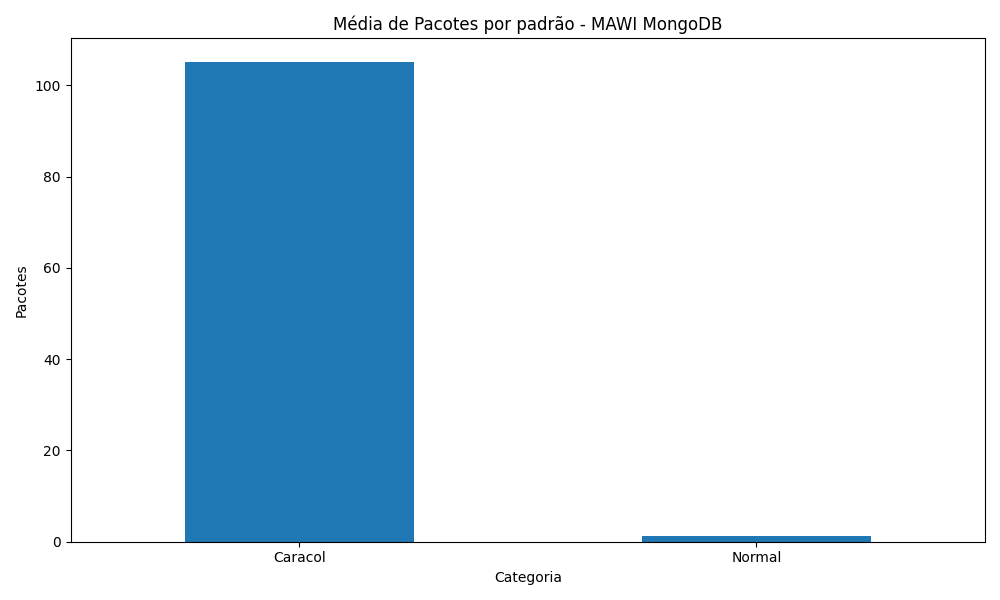 Média de Pacotes por padrão - MAWI MongoDB
Pacotes
100
80
60
40
20
0
Caracol
Normal
Categoria